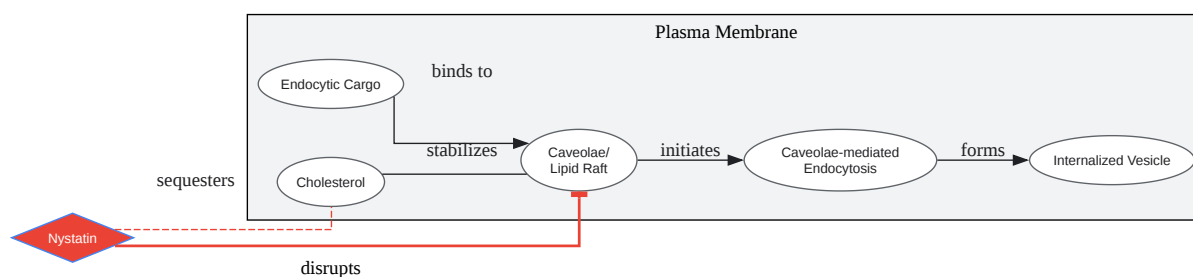 Plasma Membrane
Endocytic Cargo
binds to
stabilizes
Caveolae/
Lipid Raft
initiates
Caveolae-mediated
Endocytosis
forms
Internalized Vesicle
Cholesterol
sequesters
Nystatin
disrupts